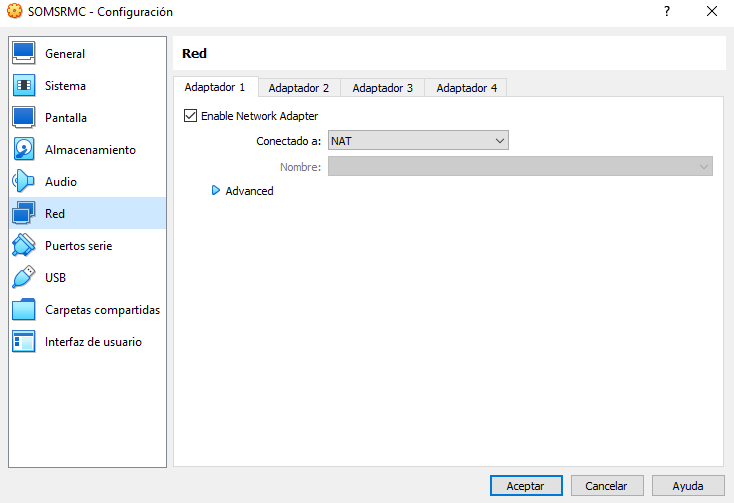 SOMSRMC - Configuración
?
General
Sistema
Pantalla
Almacenamiento
Audio
Red
Puertos serie
USB
Carpetas compartidas
Interfaz de usuario
Red
Adaptador 1
Adaptador 2
Adaptador 3
Adaptador 4
Enable Network Adapter
Conectado a: NAT
Nombre:
Advanced
Aceptar
Cancelar
Ayuda